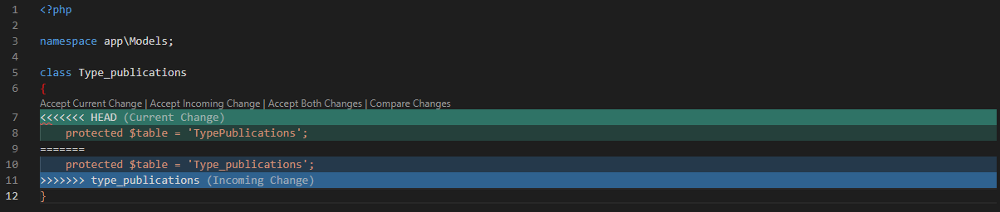 1 <?php
2
3 namespace app\Models;
4
5 class Type_publications
6 {
Accept Current Change | Accept Incoming Change | Accept Both Changes | Compare Changes
7 <<<<<<< HEAD (Current Change)
8 protected $table = 'TypePublications';
9 =======
10 protected $table = 'Type_publications';
11 >>>>>>> type_publications (Incoming Change)
12 }